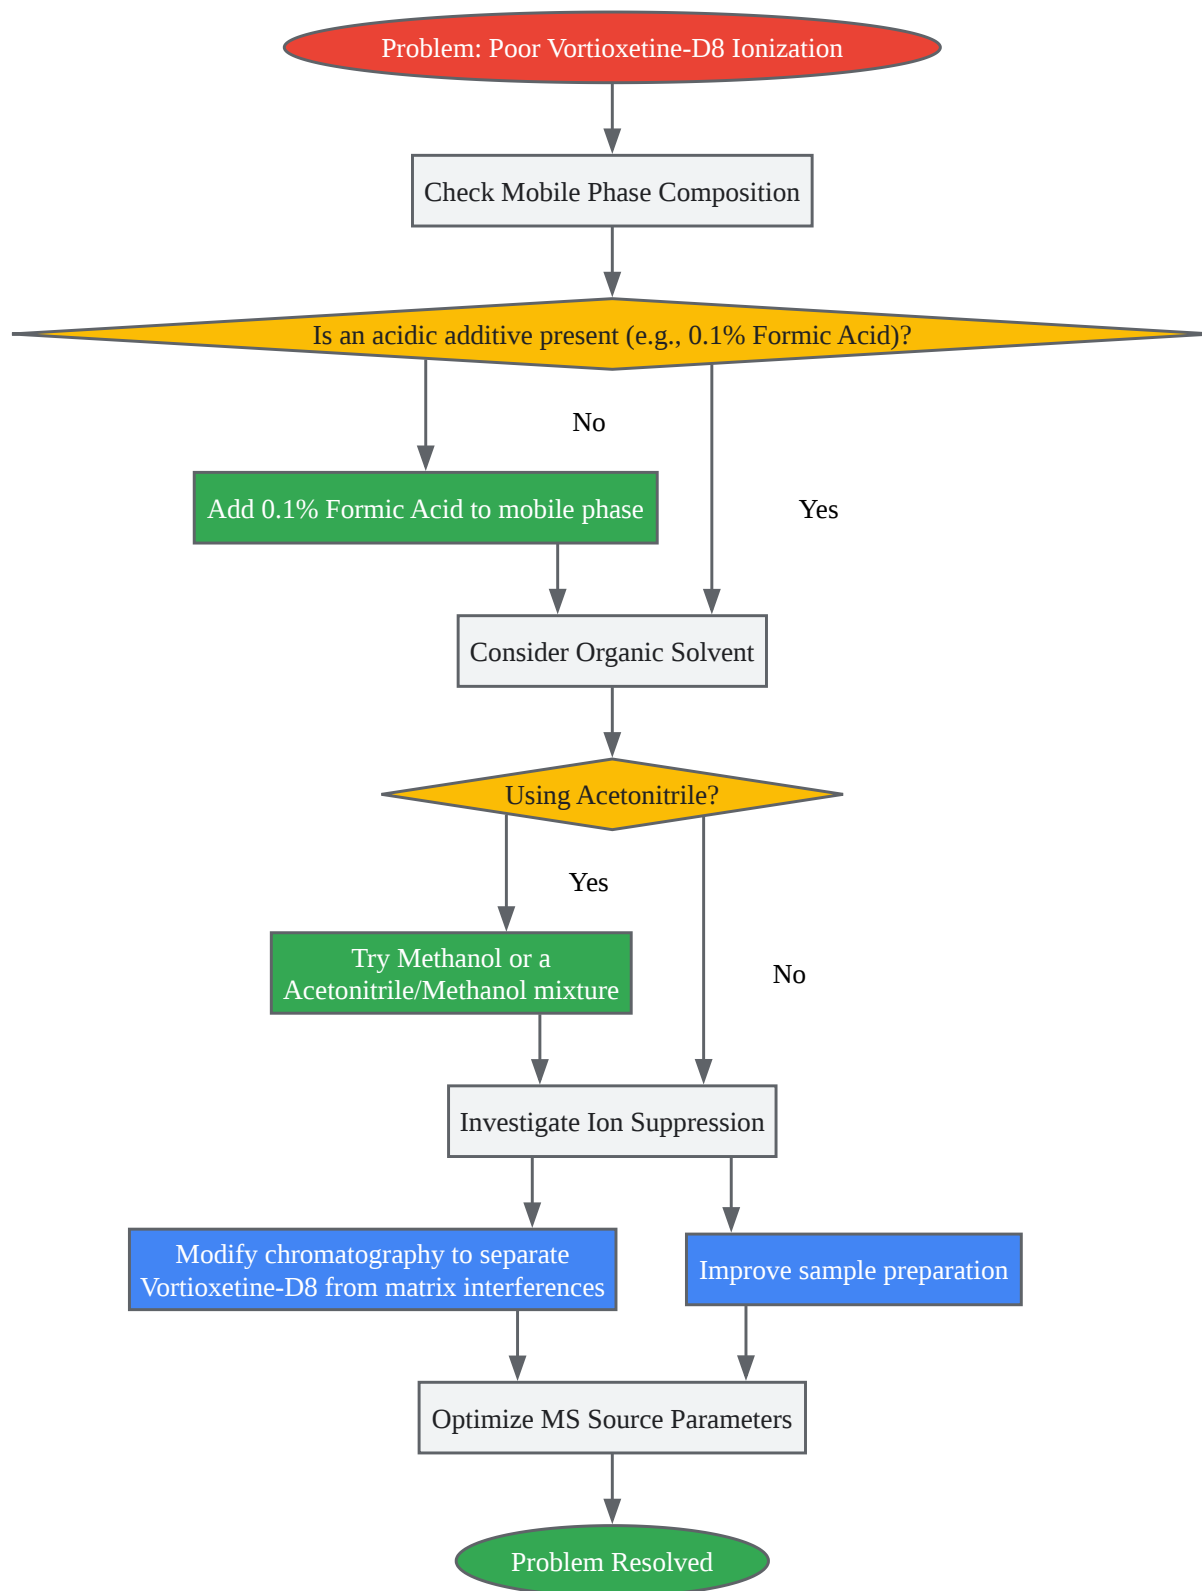 Problem: Poor Vortioxetine-D8 Ionization
Check Mobile Phase Composition
Is an acidic additive present (e.g., 0.1% Formic Acid)?
No
Add 0.1% Formic Acid to mobile phase
Yes
Consider Organic Solvent
Using Acetonitrile?
Yes
Try Methanol or a
Acetonitrile/Methanol mixture
No
Investigate Ion Suppression
Modify chromatography to separate
Vortioxetine-D8 from matrix interferences
Improve sample preparation
Optimize MS Source Parameters
Problem Resolved